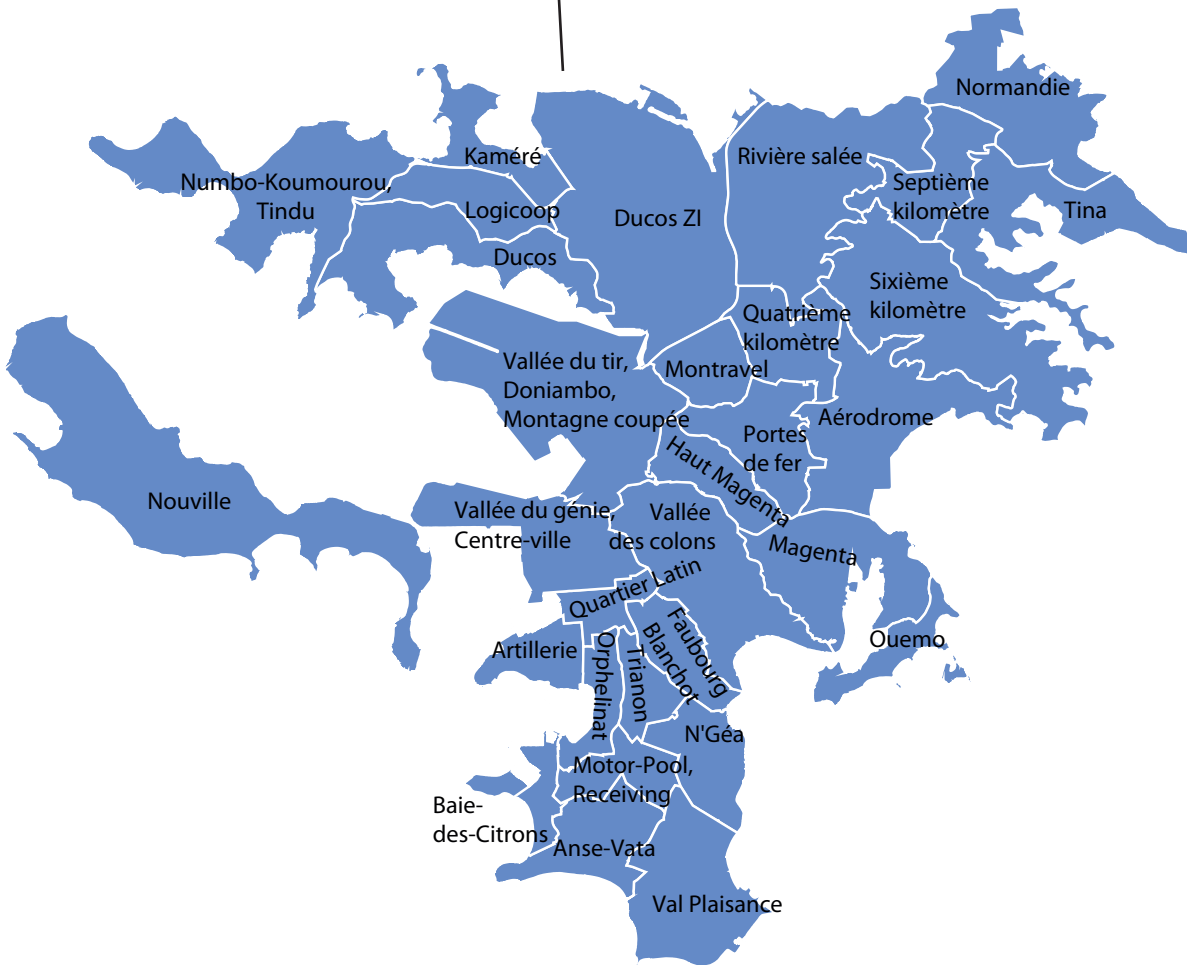 Normandie
Kaméré
Rivière salée
Numbo-Koumourou,
Tindu
Septième
kilomètre
Logicoop
Ducos ZI
Tina
Ducos
Sixième
kilomètre
Quatrième
kilomètre
Vallée du tir,
Doniambo,
Montagne coupée
Montravel
Aérodrome
Portes
de fer
Haut Magenta
Nouville
Vallée du génie,
Centre-ville
Vallée
des colons
Magenta
Quartier Latin
Faubourg
Blanchot
Ouemo
Artillerie
Orphelinat
Trianon
N'Géa
Motor-Pool,
Receiving
Baie-
des-Citrons
Anse-Vata
Val Plaisance